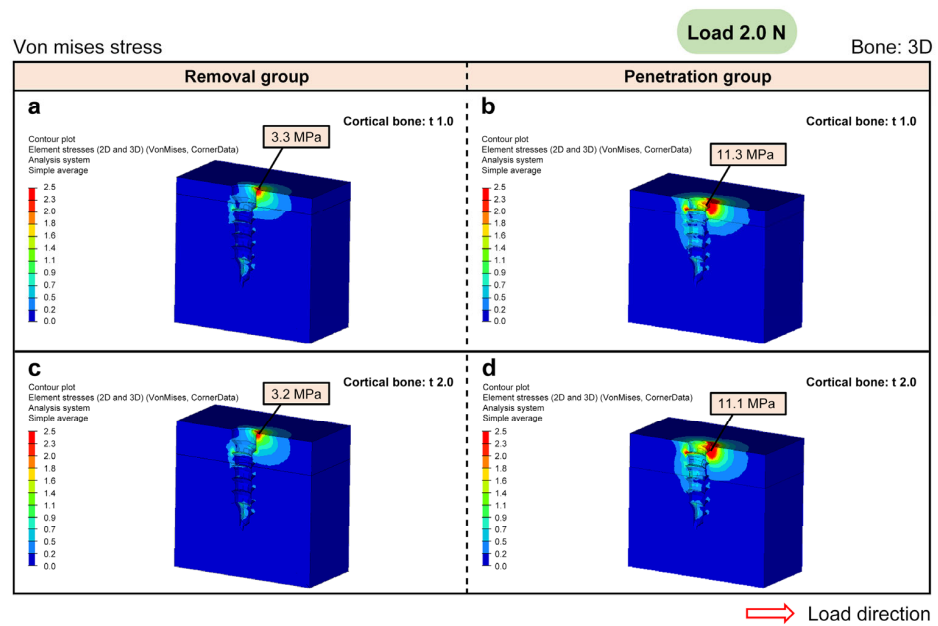 Load 2.0 N
Von mises stress
Bone: 3D
Removal group
Penetration group
a
Cortical bone: t 1.0
3.3 MPa
Contour plot
Element stresses (2D and 3D) (VonMises, CornerData)
Analysis system
Simple average
2.5
2.3
2.0
1.8
1.6
1.4
1.1
0.9
0.7
0.5
0.2
0.0
b
Cortical bone: t 1.0
11.3 MPa
Contour plot
Element stresses (2D and 3D) (VonMises, CornerData)
Analysis system
Simple average
2.5
2.3
2.0
1.8
1.6
1.4
1.1
0.9
0.7
0.5
0.2
0.0
c
Cortical bone: t 2.0
3.2 MPa
Contour plot
Element stresses (2D and 3D) (VonMises, CornerData)
Analysis system
Simple average
2.5
2.3
2.0
1.8
1.6
1.4
1.1
0.9
0.7
0.5
0.2
0.0
d
Cortical bone: t 2.0
11.1 MPa
Contour plot
Element stresses (2D and 3D) (VonMises, CornerData)
Analysis system
Simple average
2.5
2.3
2.0
1.8
1.6
1.4
1.1
0.9
0.7
0.5
0.2
0.0
Load direction